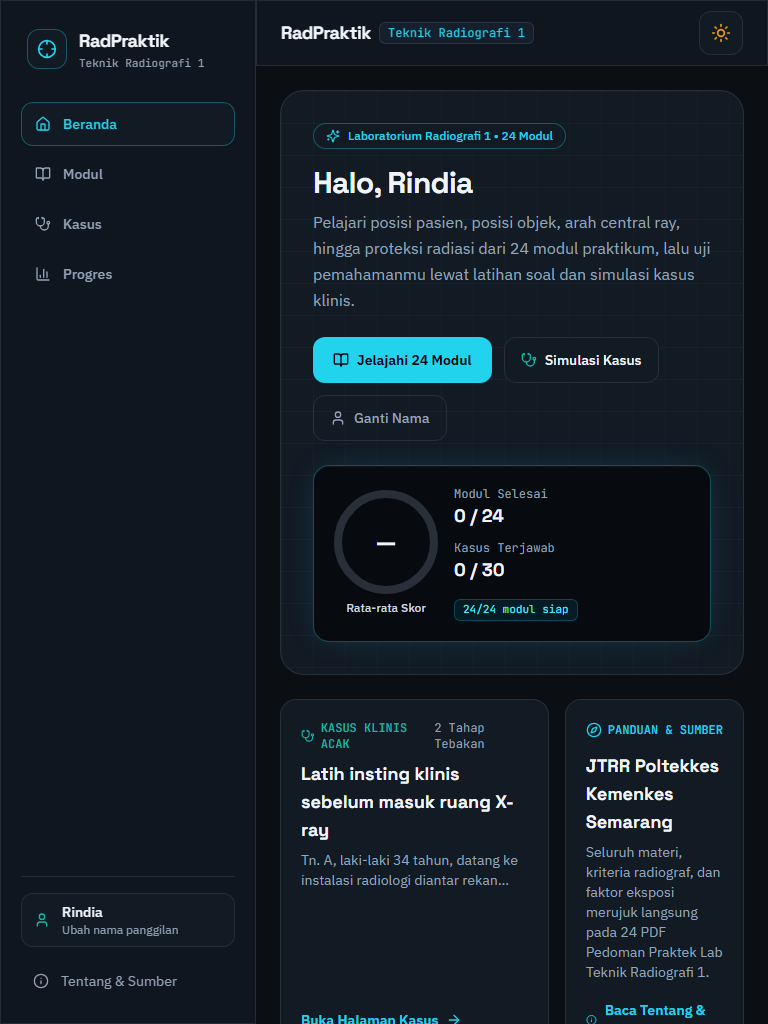 RadPraktik
Teknik Radiografi 1
Beranda
Modul
Kasus
Progres
Rindia
Ubah nama panggilan
Tentang & Sumber
RadPraktik
Teknik Radiografi 1
Laboratorium Radiografi 1 • 24 Modul
Halo, Rindia
Pelajari posisi pasien, posisi objek, arah central ray,
hingga proteksi radiasi dari 24 modul praktikum, lalu uji
pemahamanmu lewat latihan soal dan simulasi kasus
klinis.
Jelajahi 24 Modul
Simulasi Kasus
Ganti Nama
—
Rata-rata Skor
Modul Selesai
0 / 24
Kasus Terjawab
0 / 30
24/24 modul siap
KASUS KLINIS
ACAK
2 Tahap
Tebakan
Latih insting klinis
sebelum masuk ruang X-
ray
Tn. A, laki-laki 34 tahun, datang ke
instalasi radiologi diantar rekan...
Buka Halaman Kasus
PANDUAN & SUMBER
JTRR Poltekkes
Kemenkes
Semarang
Seluruh materi,
kriteria radiograf, dan
faktor eksposi
merujuk langsung
pada 24 PDF
Pedoman Praktek Lab
Teknik Radiografi 1.
Baca Tentang &